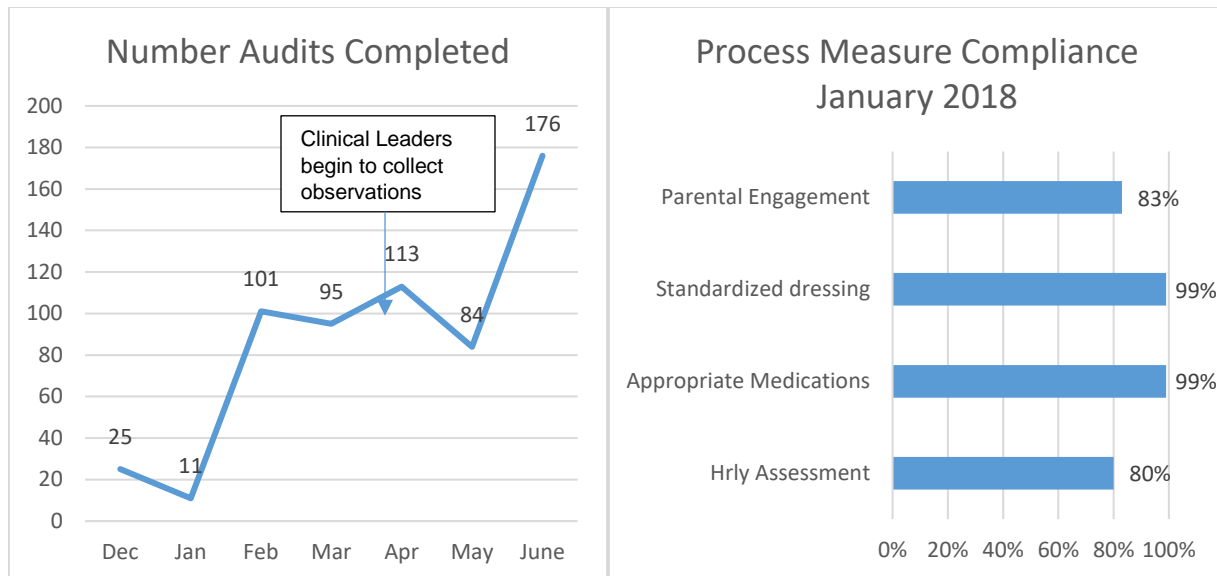 Number Audits Completed
200
180
160
140
120
100
80
60
40
20
0
Clinical Leaders
begin to collect
observations
25
11
101
95
113
84
176
Dec Jan Feb Mar Apr May June
Process Measure Compliance
January 2018
Parental Engagement 83%
Standardized dressing 99%
Appropriate Medications 99%
Hrly Assessment 80%
0% 20% 40% 60% 80% 100%